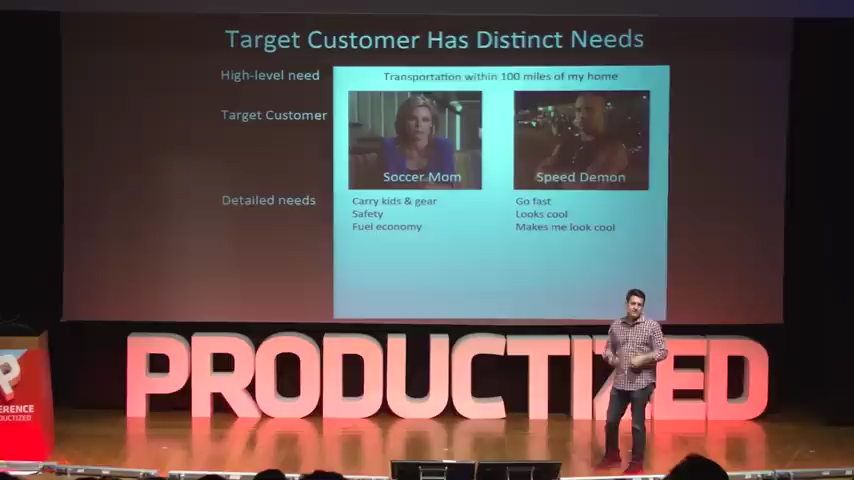 Target Customer Has Distinct Needs
High-level need
Transportation within 100 miles of my home
Target Customer
Soccer Mom
Speed Demon
Detailed needs
Carry kids & gear
Safety
Fuel economy
Go fast
Looks cool
Makes me look cool
PRODUCTIZED
P
ERENCE
DUCTIZED